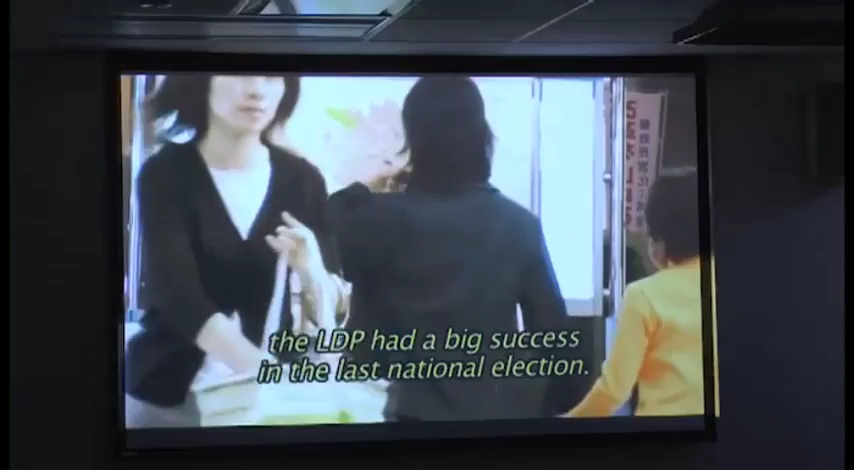 the LDP had a big success
in the last national election.